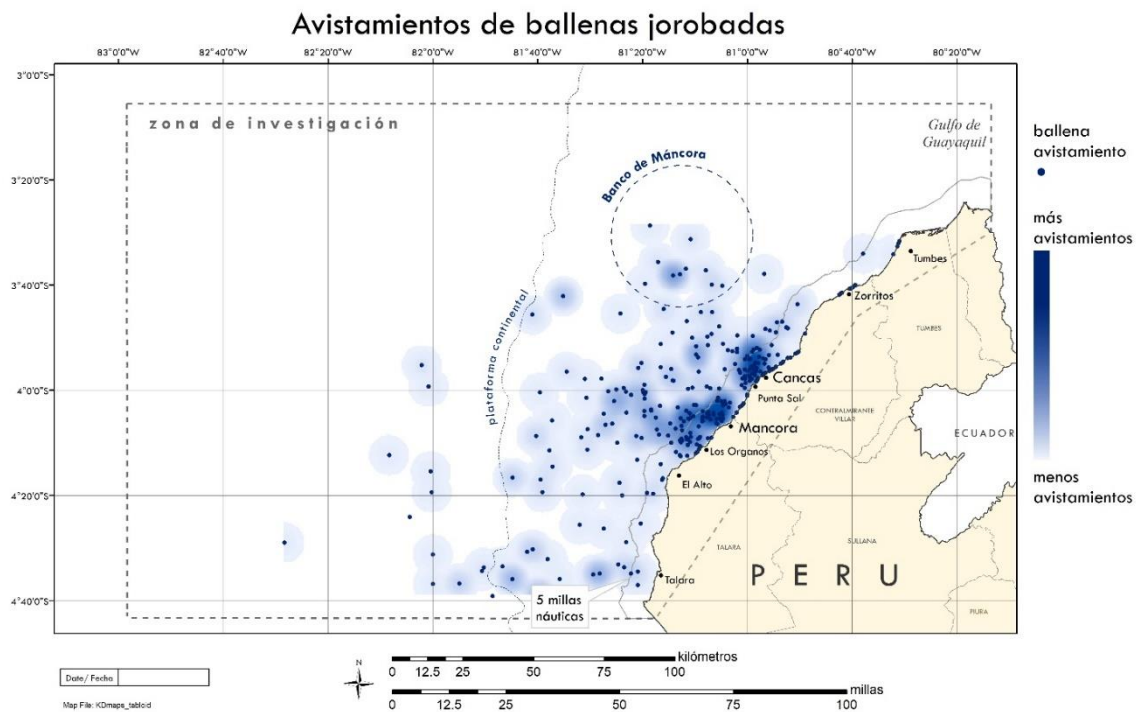 Avistamientos de ballenas jorobadas
83°0'0"W 82°40'0"W 82°20'0"W 82°0'0"W 81°40'0"W 81°20'0"W 81°0'0"W 80°40'0"W 80°20'0"W
3°0'0"S
zona de investigación
Gulfo de
Guayaquil
ballena
avistamiento
Banco de Máncora
3°20'0"S
más
avistamientos
Tumbes
3°40'0"S
Zorritos
TUMBES
plataforma continental
4°0'0"S
Cancas
Punta Sal
CONTRALMIRANTE
VILLAR
Mancora
ECUADOR
Los Organos
4°20'0"S
El Alto
menos
avistamientos
TALARA
SULLANA
PERU
Talara
4°40'0"S
5 millas
náuticas
PIURA
N
kilómetros
0 12.5 25 50 75 100
millas
0 12.5 25 50 75 100
Date/ Fecha
Map File: KDmaps_tabloid